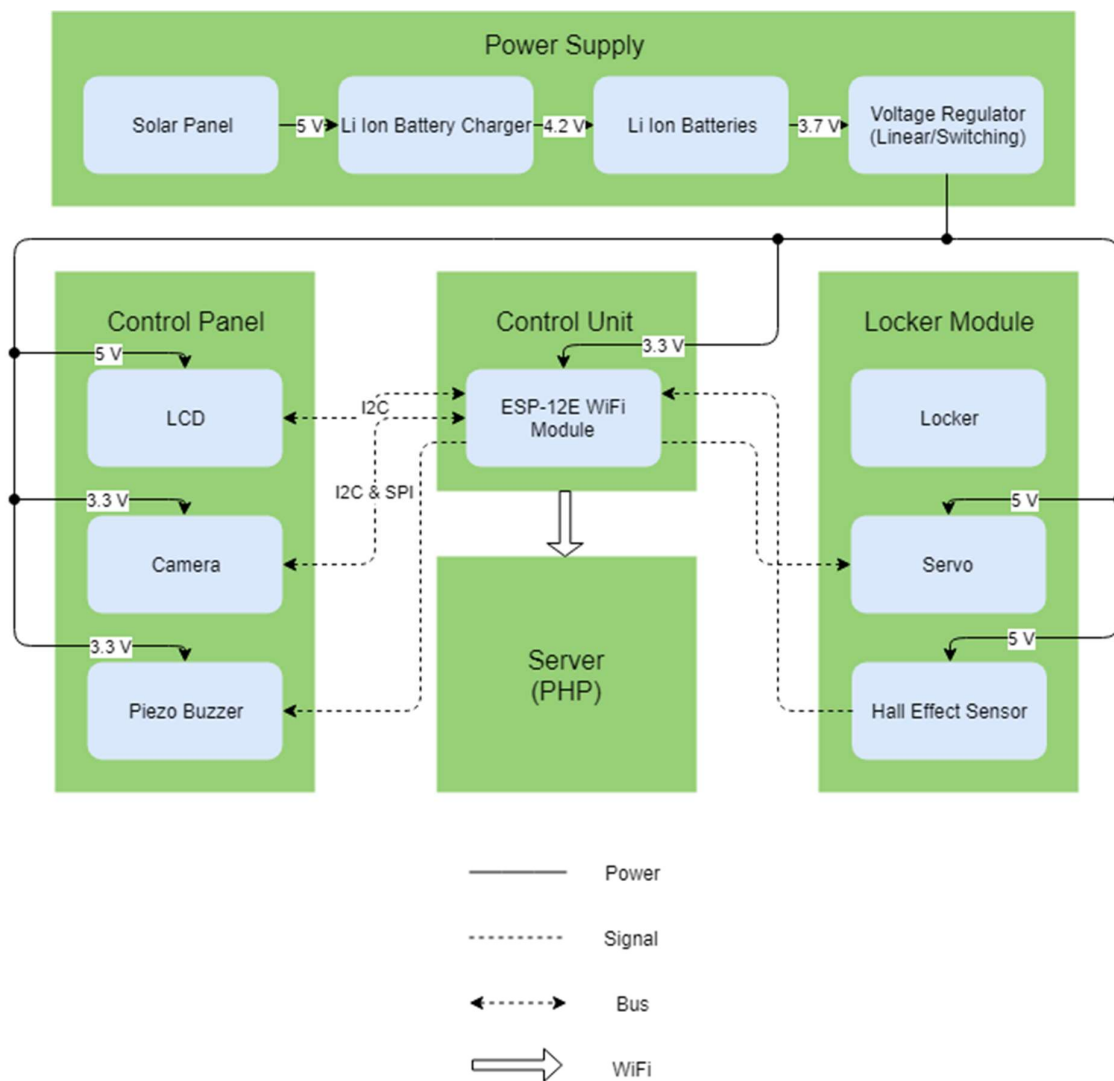 Power Supply
Solar Panel
5 V
Li Ion Battery Charger
4.2 V
Li Ion Batteries
3.7 V
Voltage Regulator
(Linear/Switching)
Control Panel
5 V
LCD
3.3 V
Camera
3.3 V
Piezo Buzzer
I2C
I2C & SPI
Control Unit
3.3 V
ESP-12E WiFi
Module
Server
(PHP)
Locker Module
Locker
5 V
Servo
5 V
Hall Effect Sensor
Power
Signal
Bus
WiFi